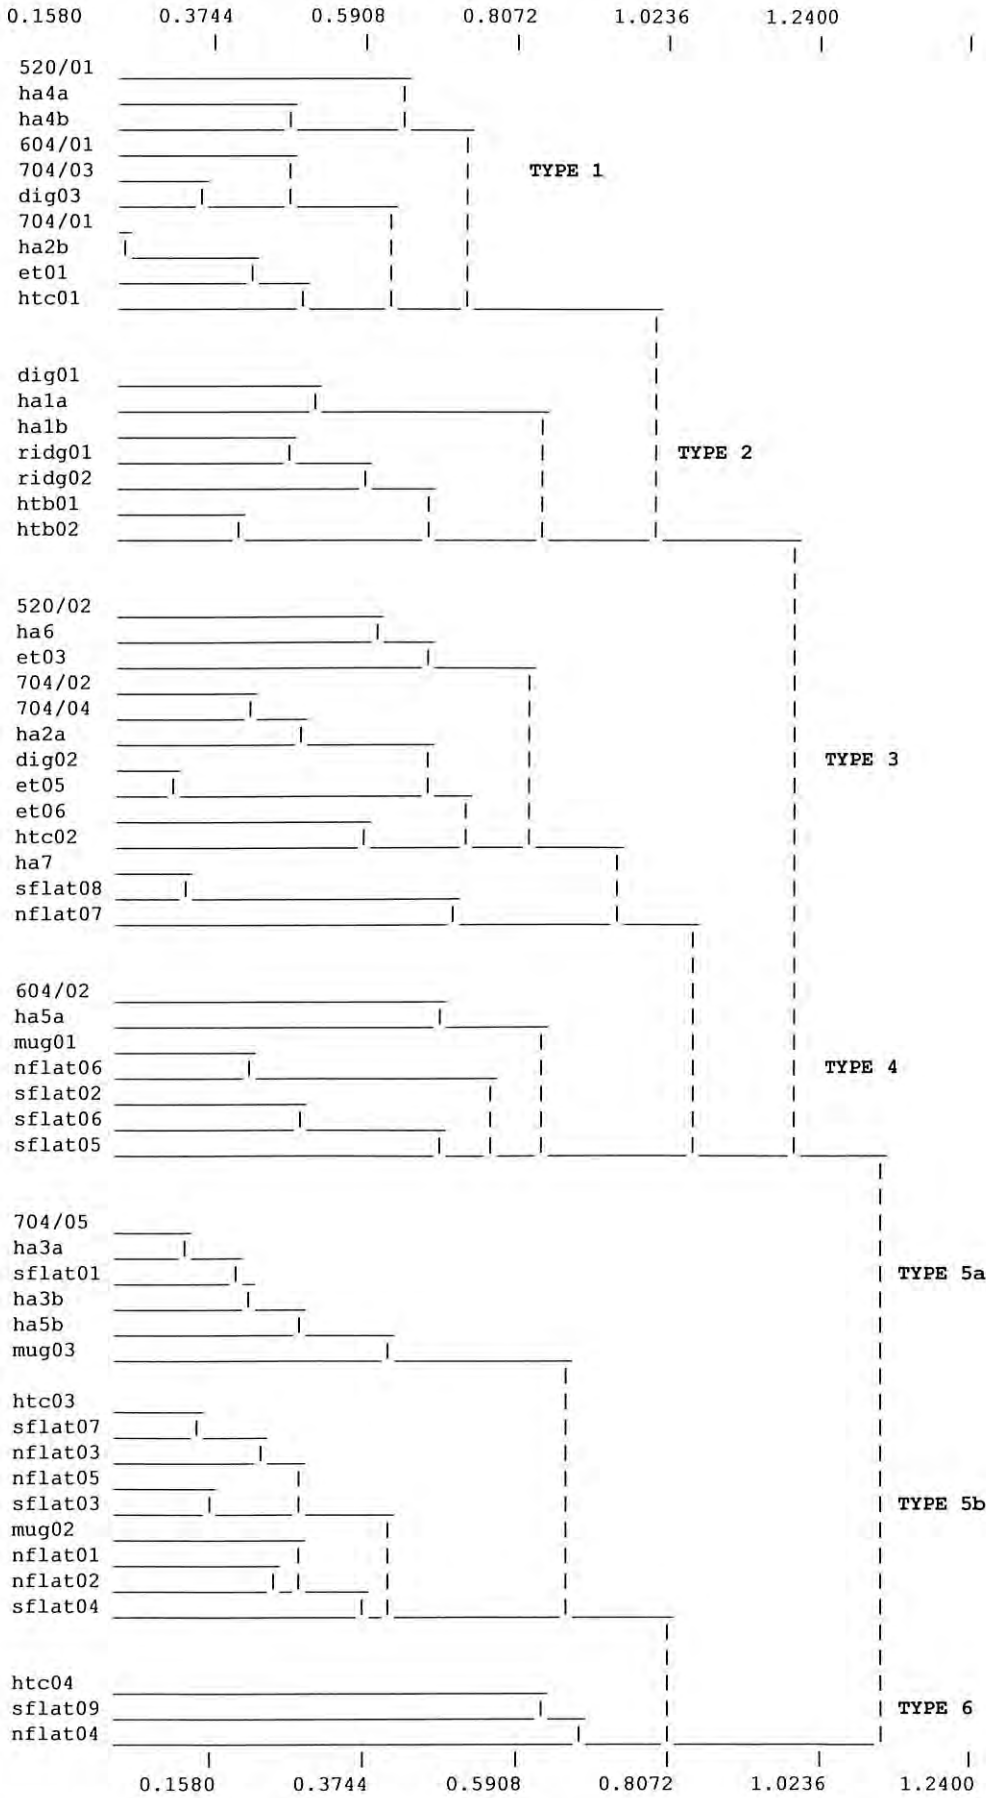 0.1580 0.3744 0.5908 0.8072 1.0236 1.2400
520/01
ha4a
ha4b
604/01
704/03 TYPE 1
dig03
704/01
ha2b
et01
htc01
dig01
ha1a
ha1b
ridg01 TYPE 2
ridg02
htb01
htb02
520/02
ha6
et03
704/02
704/04
ha2a
dig02 TYPE 3
et05
et06
htc02
ha7
sflat08
nflat07
604/02
ha5a
mug01
nflat06 TYPE 4
sflat02
sflat06
sflat05
704/05
ha3a
sflat01 TYPE 5a
ha3b
ha5b
mug03
htc03
sflat07
nflat03
nflat05
sflat03 TYPE 5b
mug02
nflat01
nflat02
sflat04
htc04
sflat09 TYPE 6
nflat04
0.1580 0.3744 0.5908 0.8072 1.0236 1.2400